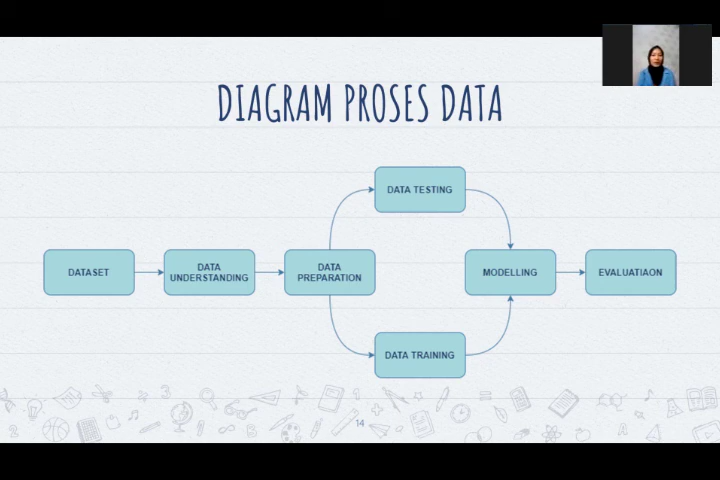 DIAGRAM PROSES DATA
DATA TESTING
DATASET
DATA
UNDERSTANDING
DATA
PREPARATION
MODELLING
EVALUATIAON
DATA TRAINING
14